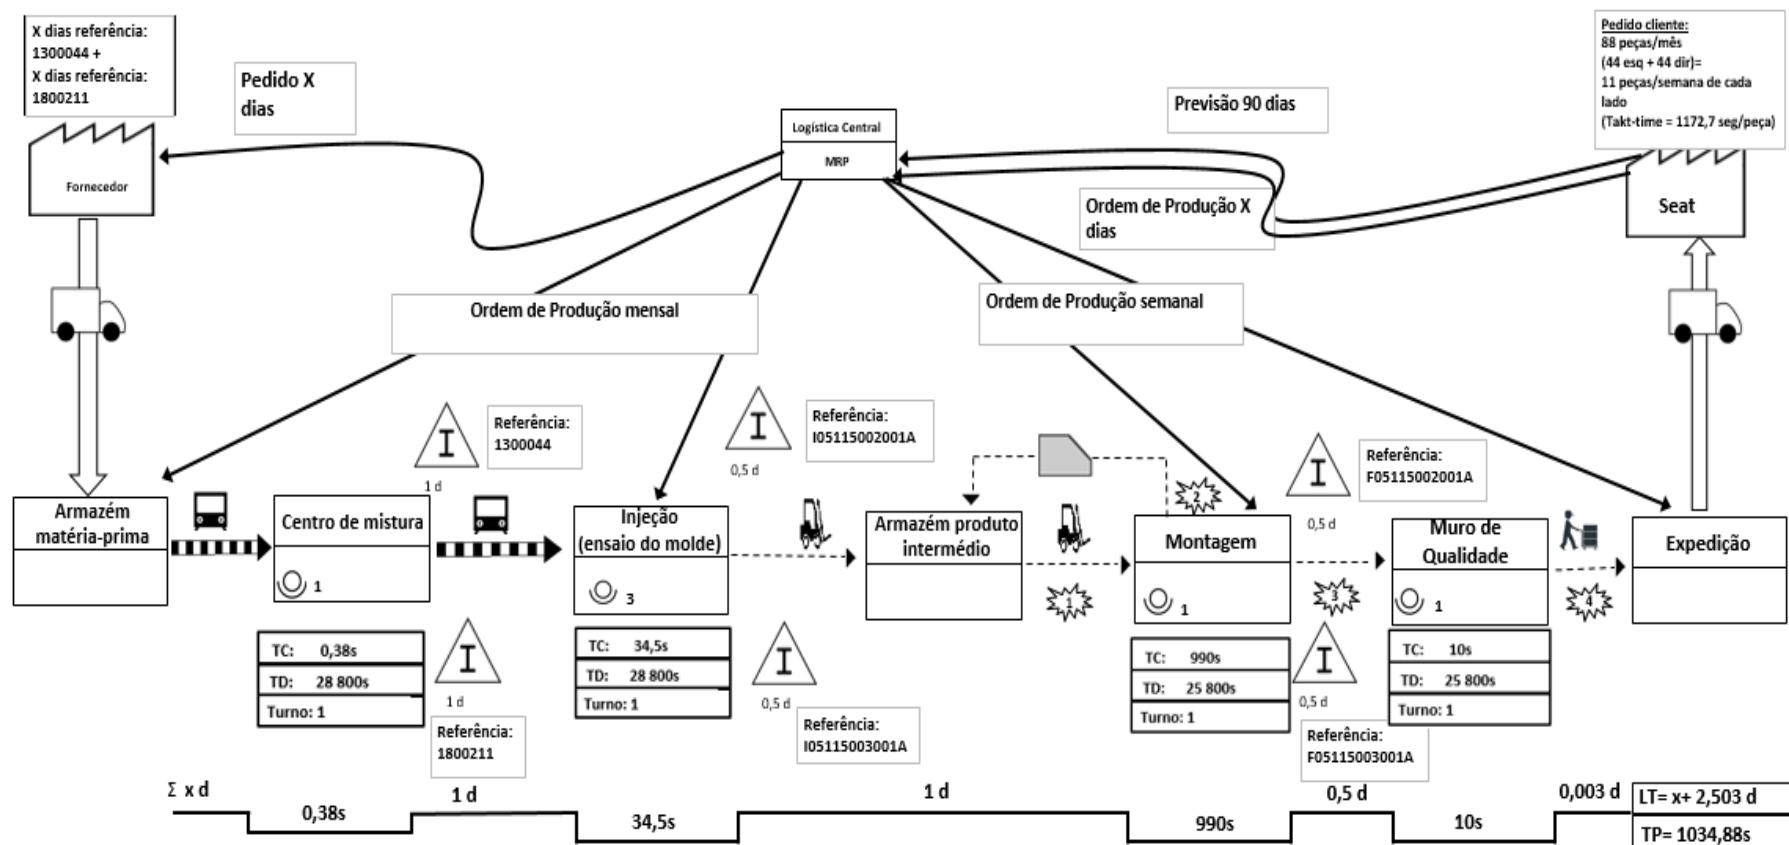 X dias referência:
1300044 +
X dias referência:
1800211
Pedido X
dias
Fornecedor
Logística Central
MRP
Previsão 90 dias
Ordem de Produção X
dias
Pedido cliente:
88 peças/mês
(44 esq + 44 dir)=
11 peças/semana de cada
lado
(Takt-time = 1172,7 seg/peça)
Seat
Ordem de Produção mensal
Ordem de Produção semanal
I
1 d
Referência:
1300044
I
0,5 d
Referência:
I05115002001A
I
0,5 d
Referência:
F05115002001A
Armazém
matéria-prima
Centro de mistura
1
Injeção
(ensaio do molde)
3
Armazém produto
intermédio
1
2
Montagem
1
3
Muro de
Qualidade
1
4
Expedição
TC: 0,38s
TD: 28 800s
Turno: 1
I
1 d
Referência:
1800211
TC: 34,5s
TD: 28 800s
Turno: 1
I
0,5 d
Referência:
I05115003001A
TC: 990s
TD: 25 800s
Turno: 1
I
0,5 d
Referência:
F05115003001A
TC: 10s
TD: 25 800s
Turno: 1
Σ x d
0,38s
1 d
34,5s
1 d
990s
0,5 d
10s
0,003 d
LT= x+ 2,503 d
TP= 1034,88s